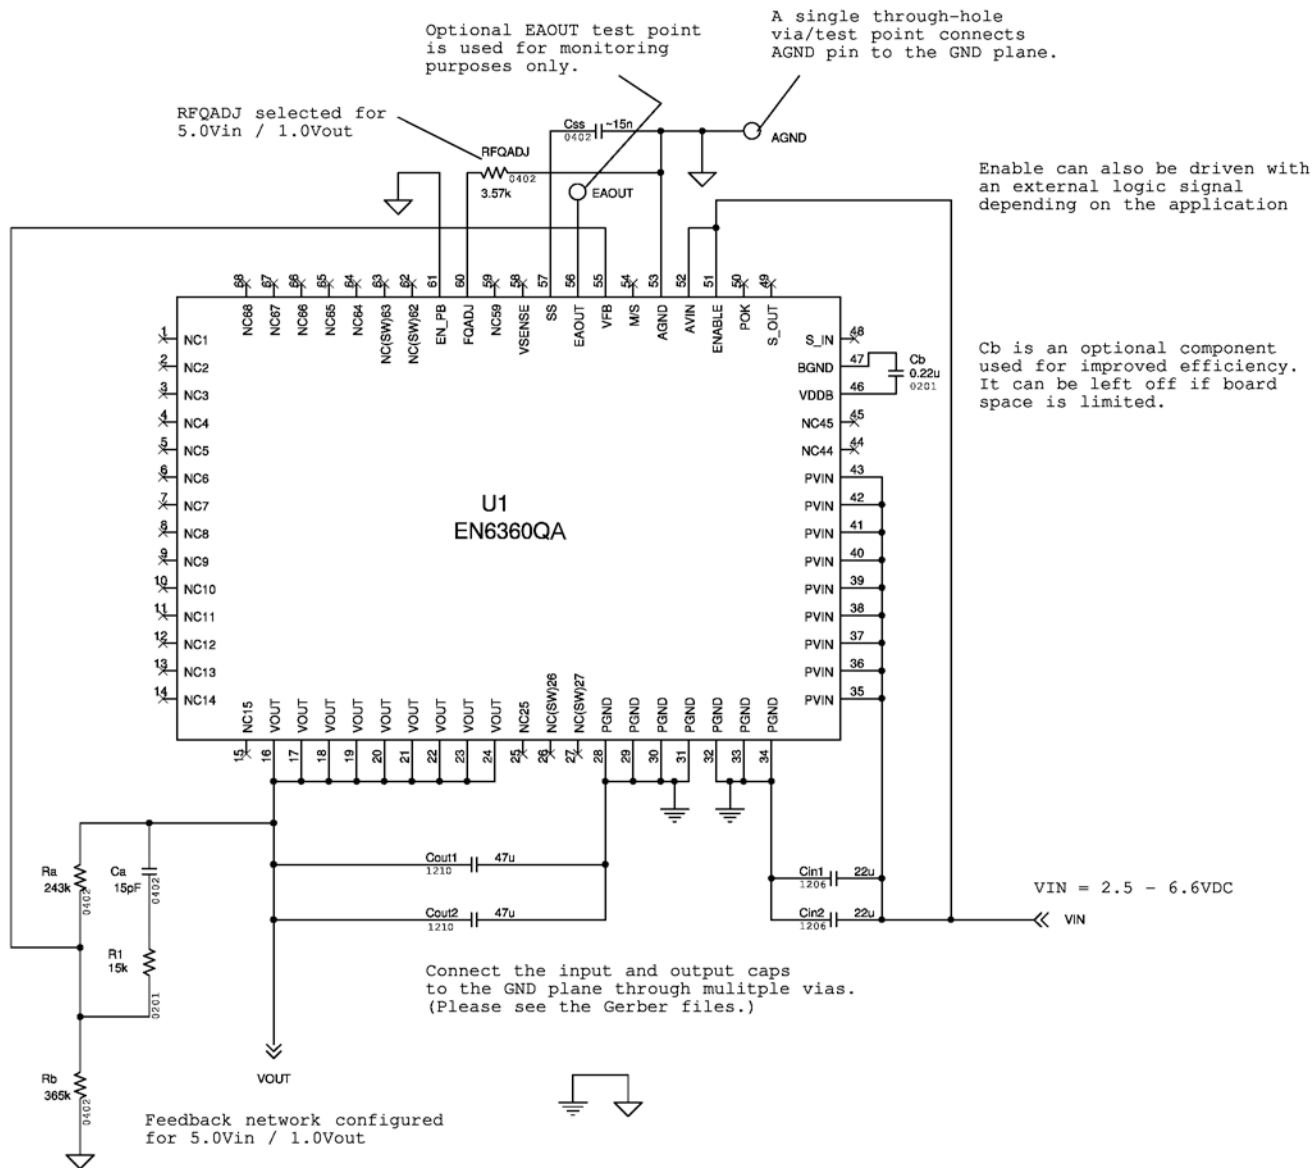 Optional EAOUT test point
is used for monitoring
purposes only.
A single through-hole
via/test point connects
AGND pin to the GND plane.
RFQADJ selected for
5.0Vin / 1.0Vout
Css
~15n
0402
AGND
RFQADJ
0402
3.57k
EAOUT
Enable can also be driven with
an external logic signal
depending on the application
68 67 66 65 64 63 62 61 60 59 58 57 56 55 54 53 52 51 50 49
NC68 NC67 NC66 NC65 NC64 NC(SW)63 NC(SW)62 EN_PB FQADJ NC59 VSENSE SS EAOUT VFB M/S AGND AVIN ENABLE POK S_OUT
1 NC1
2 NC2
3 NC3
4 NC4
5 NC5
6 NC6
7 NC7
8 NC8
9 NC9
10 NC10
11 NC11
12 NC12
13 NC13
14 NC14
U1
EN6360QA
S_IN 48
BGND 47
VDDB 46
NC45 45
NC44 44
PVIN 43
PVIN 42
PVIN 41
PVIN 40
PVIN 39
PVIN 38
PVIN 37
PVIN 36
PVIN 35
Cb
0.22u
0201
Cb is an optional component
used for improved efficiency.
It can be left off if board
space is limited.
NC15 VOUT VOUT VOUT VOUT VOUT VOUT VOUT VOUT VOUT NC25 NC(SW)26 NC(SW)27 PGND PGND PGND PGND PGND PGND PGND
15 16 17 18 19 20 21 22 23 24 25 26 27 28 29 30 31 32 33 34
Ra
243k
0402
Ca
15pF
0402
R1
15k
0201
Rb
365k
0402
Cout1
47u
1210
Cout2
47u
1210
Cin1
22u
1206
Cin2
22u
1206
VIN = 2.5 - 6.6VDC
VIN
Connect the input and output caps
to the GND plane through mulitple vias.
(Please see the Gerber files.)
VOUT
Feedback network configured
for 5.0Vin / 1.0Vout